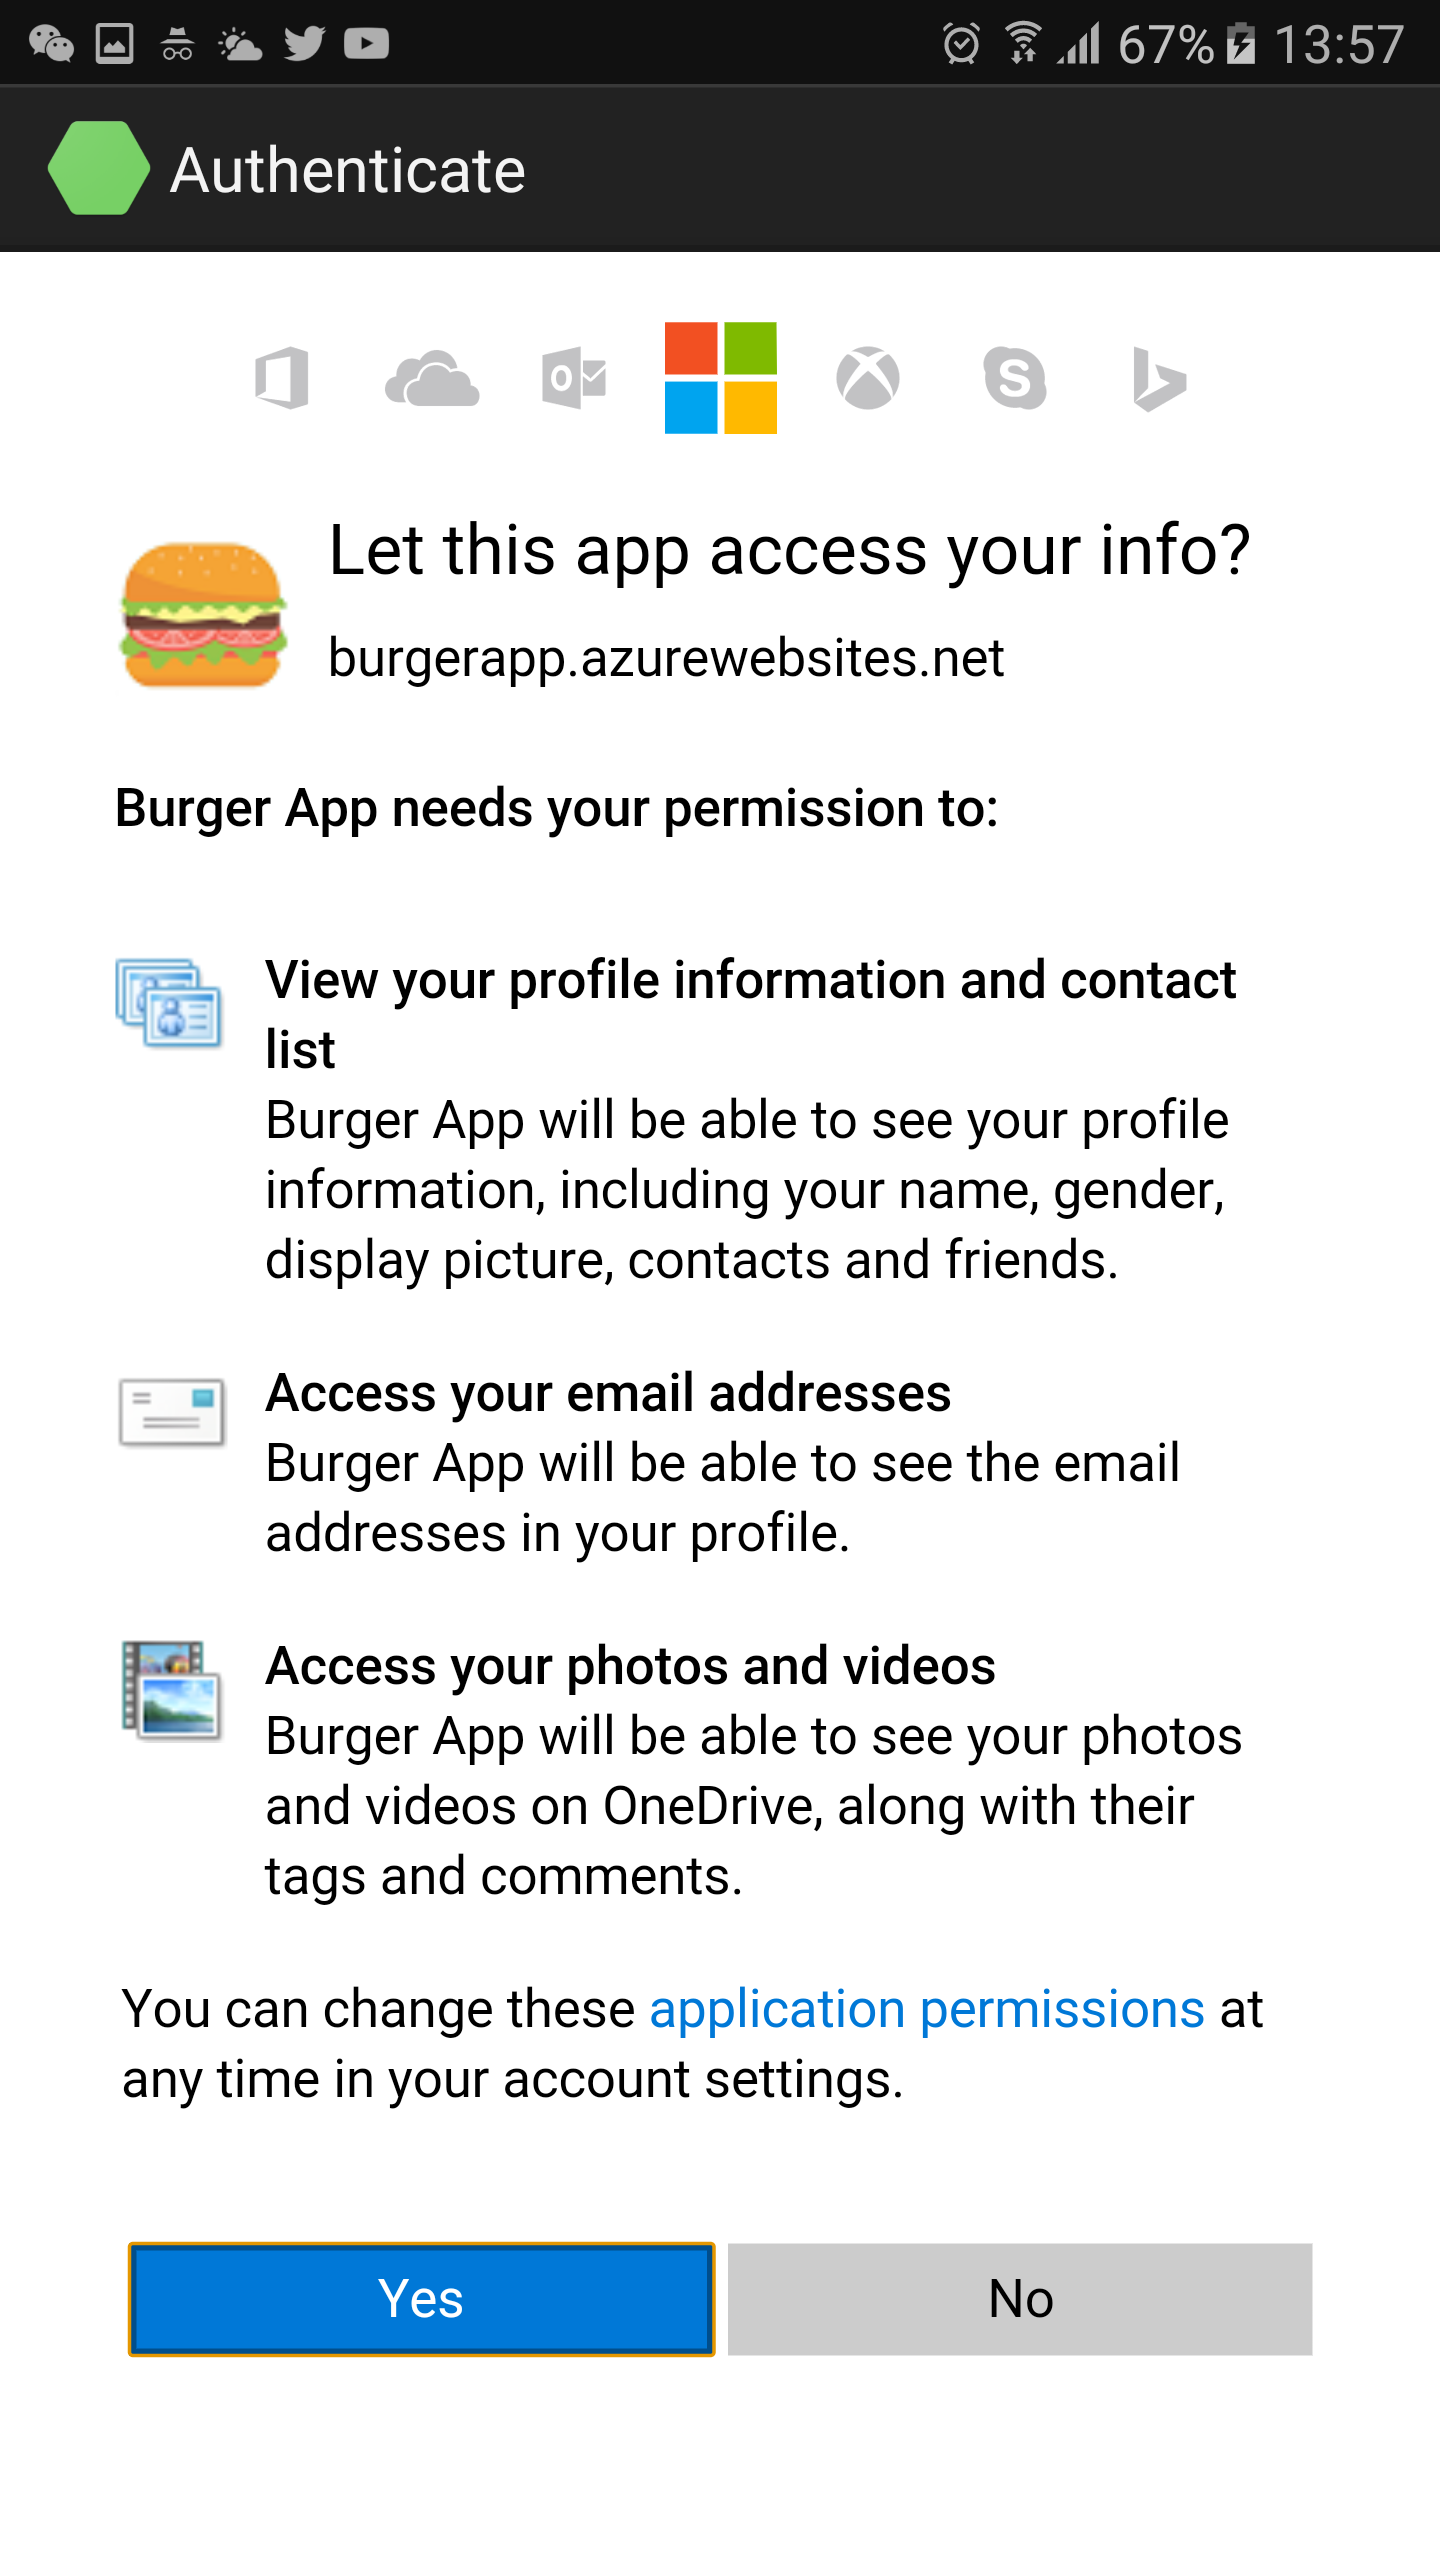 67% 13:57
Authenticate
Let this app access your info?
burgerapp.azurewebsites.net
Burger App needs your permission to:
View your profile information and contact
list
Burger App will be able to see your profile
information, including your name, gender,
display picture, contacts and friends.
Access your email addresses
Burger App will be able to see the email
addresses in your profile.
Access your photos and videos
Burger App will be able to see your photos
and videos on OneDrive, along with their
tags and comments.
You can change these application permissions at
any time in your account settings.
Yes
No